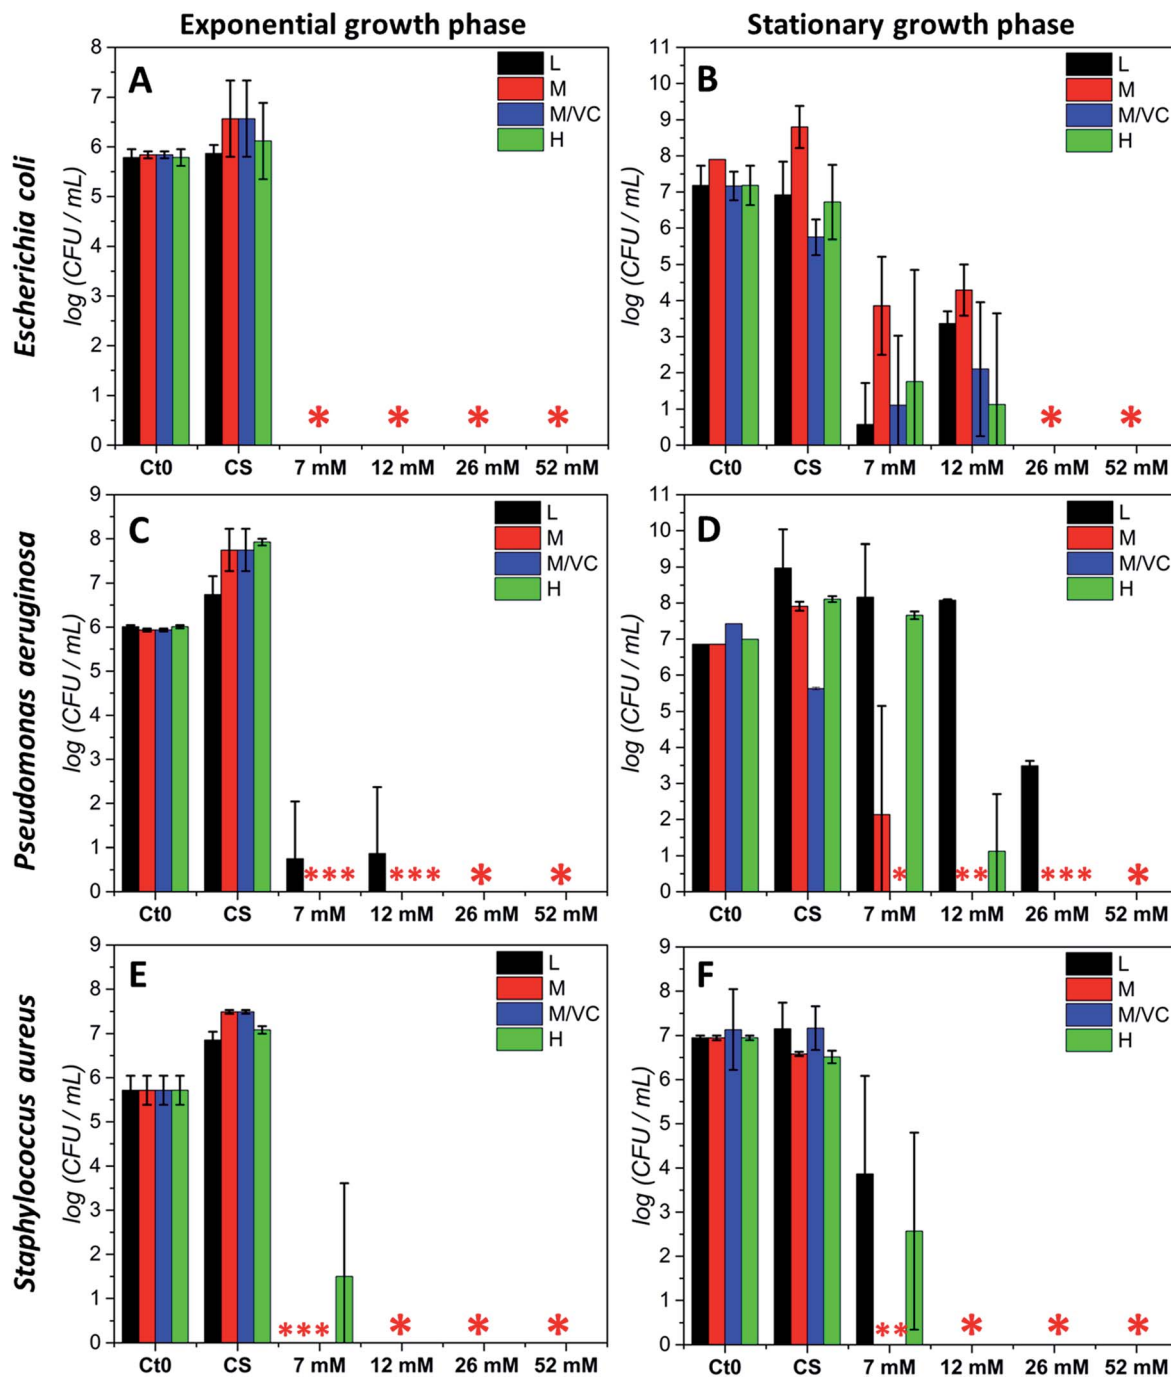 Exponential growth phase
Stationary growth phase
Escherichia coli
A
8
7
6
5
4
3
2
1
0
log (CFU / mL)
L
M
M/VC
H
* * * *
Ct0 CS 7 mM 12 mM 26 mM 52 mM
B
11
10
9
8
7
6
5
4
3
2
1
0
log (CFU / mL)
L
M
M/VC
H
* *
Ct0 CS 7 mM 12 mM 26 mM 52 mM
Pseudomonas aeruginosa
C
9
8
7
6
5
4
3
2
1
0
log (CFU / mL)
L
M
M/VC
H
*** *** * *
Ct0 CS 7 mM 12 mM 26 mM 52 mM
D
11
10
9
8
7
6
5
4
3
2
1
0
log (CFU / mL)
L
M
M/VC
H
* ** *** *
Ct0 CS 7 mM 12 mM 26 mM 52 mM
Staphylococcus aureus
E
9
8
7
6
5
4
3
2
1
0
log (CFU / mL)
L
M
M/VC
H
*** * * *
Ct0 CS 7 mM 12 mM 26 mM 52 mM
F
9
8
7
6
5
4
3
2
1
0
log (CFU / mL)
L
M
M/VC
H
** * * *
Ct0 CS 7 mM 12 mM 26 mM 52 mM